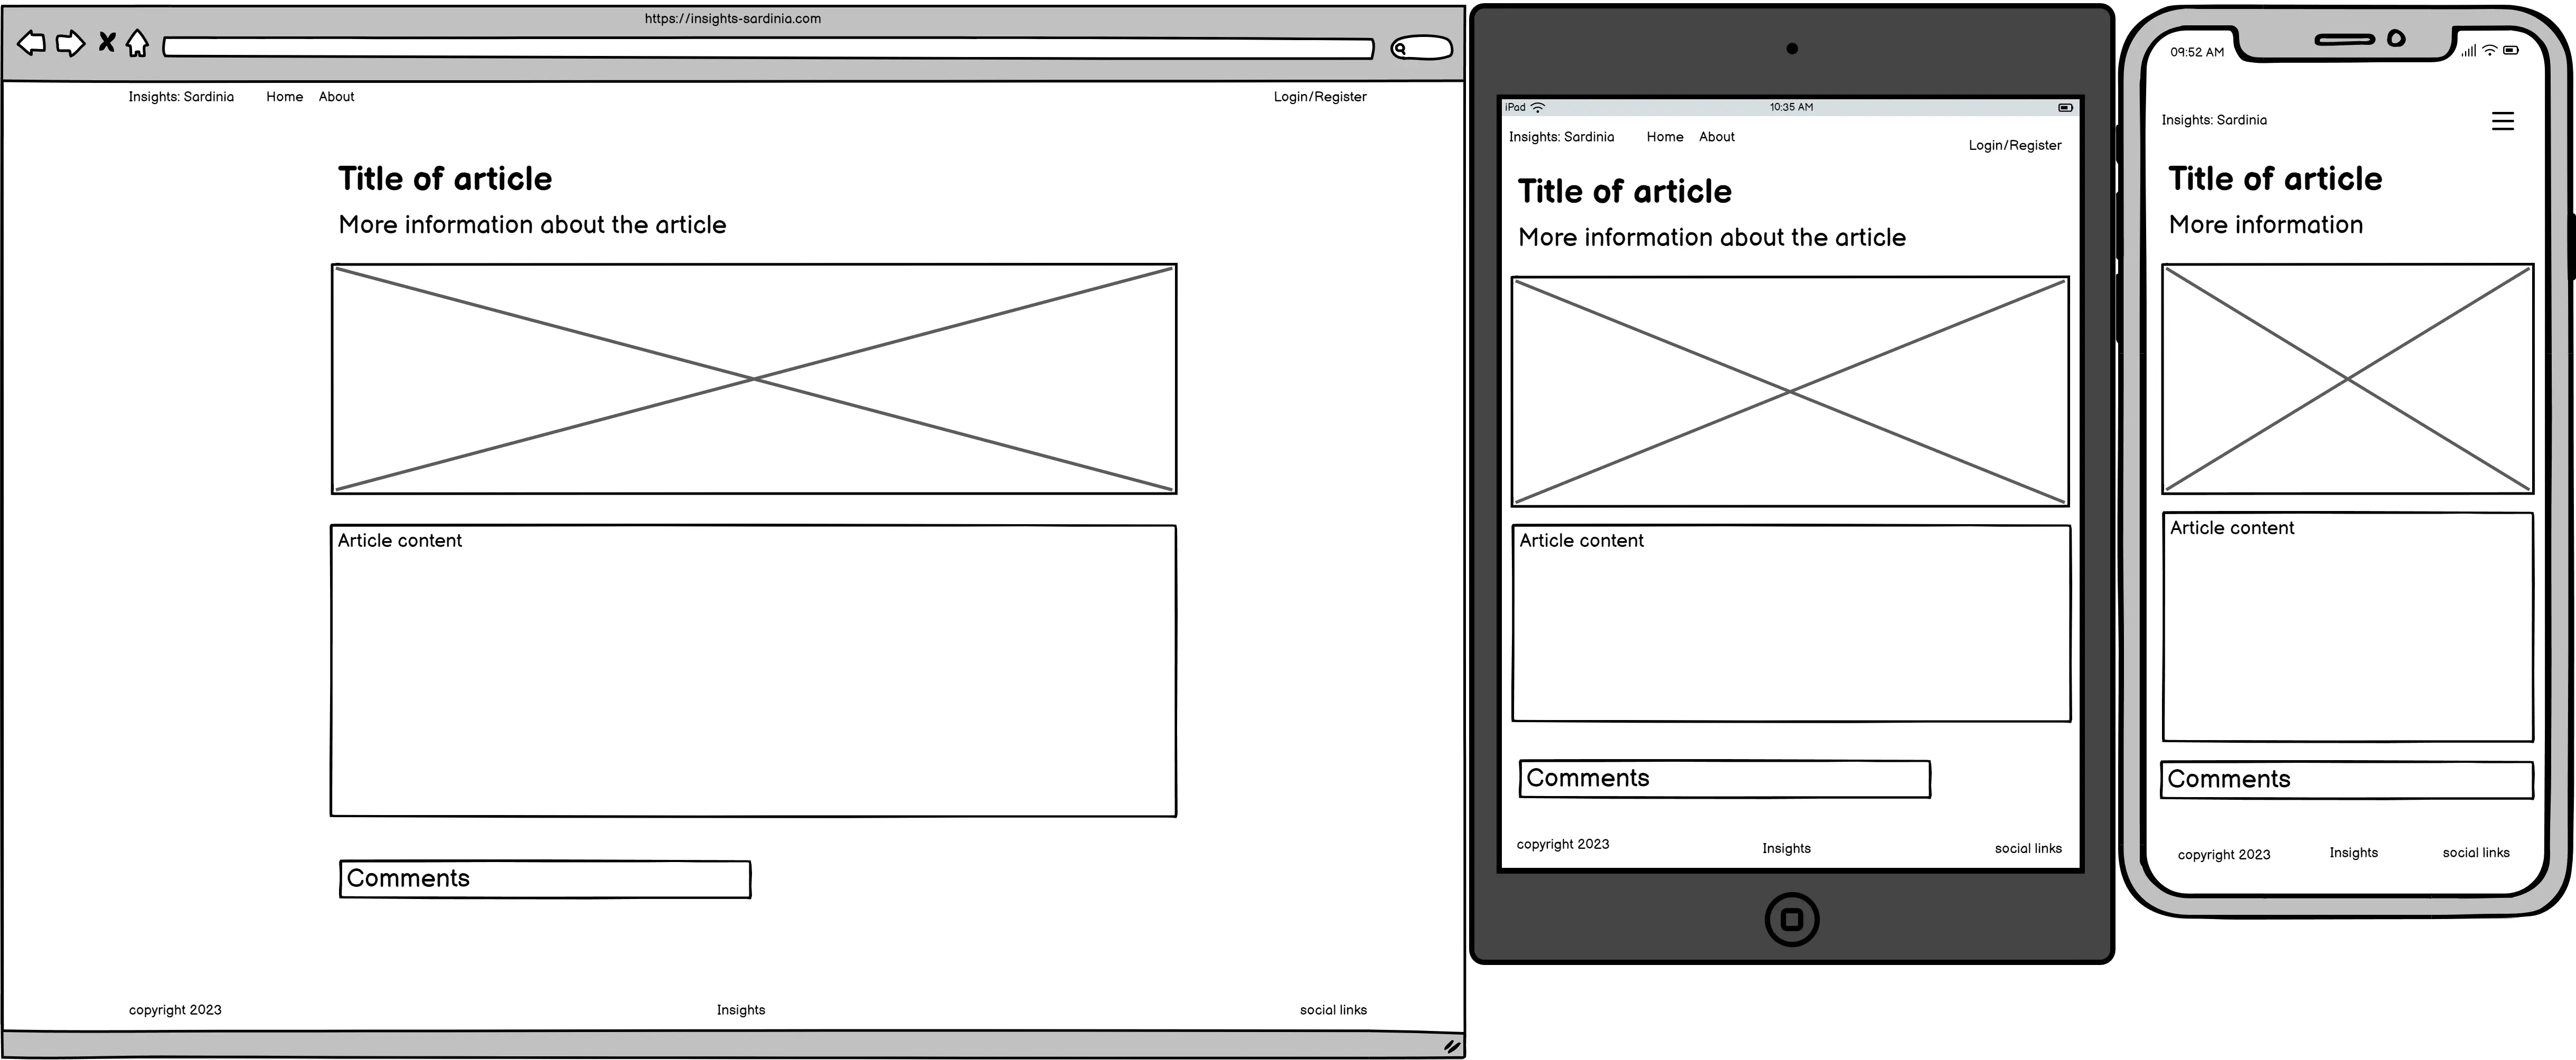 https://insights-sardinia.com
Insights: Sardinia Home About Login/Register
Title of article
More information about the article
Article content
Comments
copyright 2023 Insights social links
iPad 10:35 AM
Insights: Sardinia Home About Login/Register
Title of article
More information about the article
Article content
Comments
copyright 2023 Insights social links
09:52 AM
Insights: Sardinia
Title of article
More information
Article content
Comments
copyright 2023 Insights social links